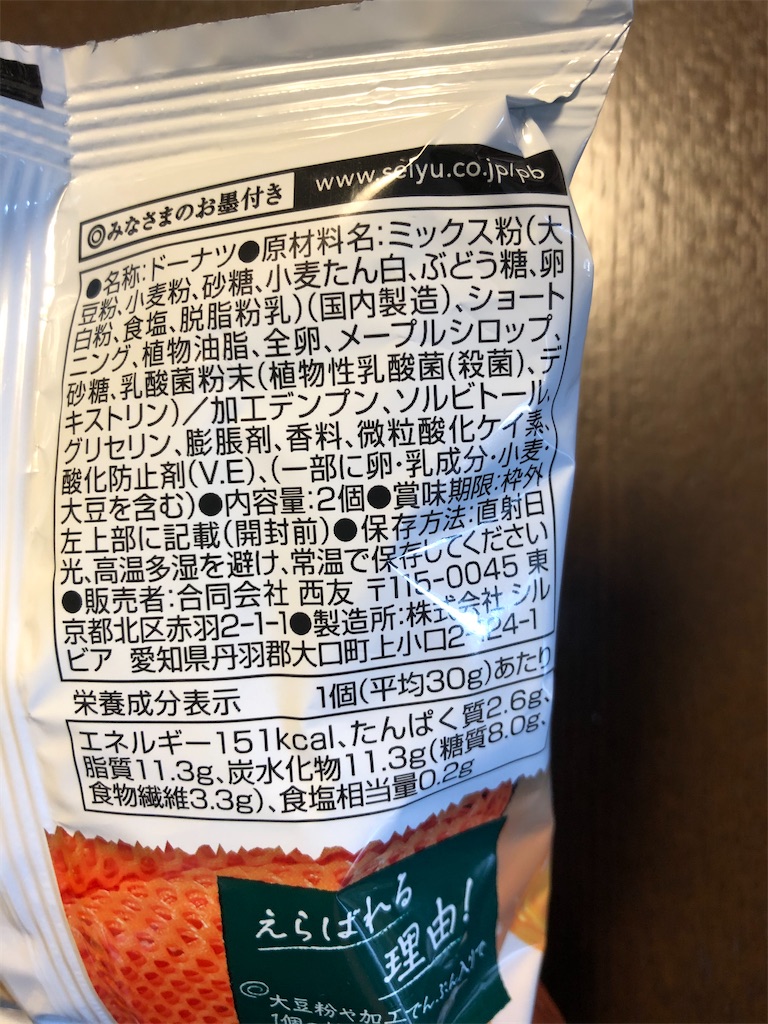 ◎みなさまのお墨付き
www.seiyu.co.jp/pb
●名称:ドーナツ●原材料名:ミックス粉(大
豆粉、小麦粉、砂糖、小麦たん白、ぶどう糖、卵
白粉、食塩、脱脂粉乳)(国内製造)、ショート
ニング、植物油脂、全卵、メープルシロップ、
砂糖、乳酸菌粉末(植物性乳酸菌(殺菌)、デ
キストリン)/加工デンプン、ソルビトール、
グリセリン、膨脹剤、香料、微粒酸化ケイ素、
酸化防止剤(V.E)、(一部に卵・乳成分・小麦・
大豆を含む)●内容量:2個●賞味期限:枠外
左上部に記載(開封前)●保存方法:直射日
光、高温多湿を避け、常温で保存してください
●販売者:合同会社 西友 〒115-0045 東
京都北区赤羽2-1-1●製造所:株式会社 シル
ビア 愛知県丹羽郡大口町上小口2-24-1
栄養成分表示 1個(平均30g)あたり
エネルギー151kcal、たんぱく質2.6g、
脂質11.3g、炭水化物11.3g(糖質8.0g、
食物繊維3.3g)、食塩相当量0.2g
えらばれる
理由!
◎大豆粉や加工でんぷん入りで